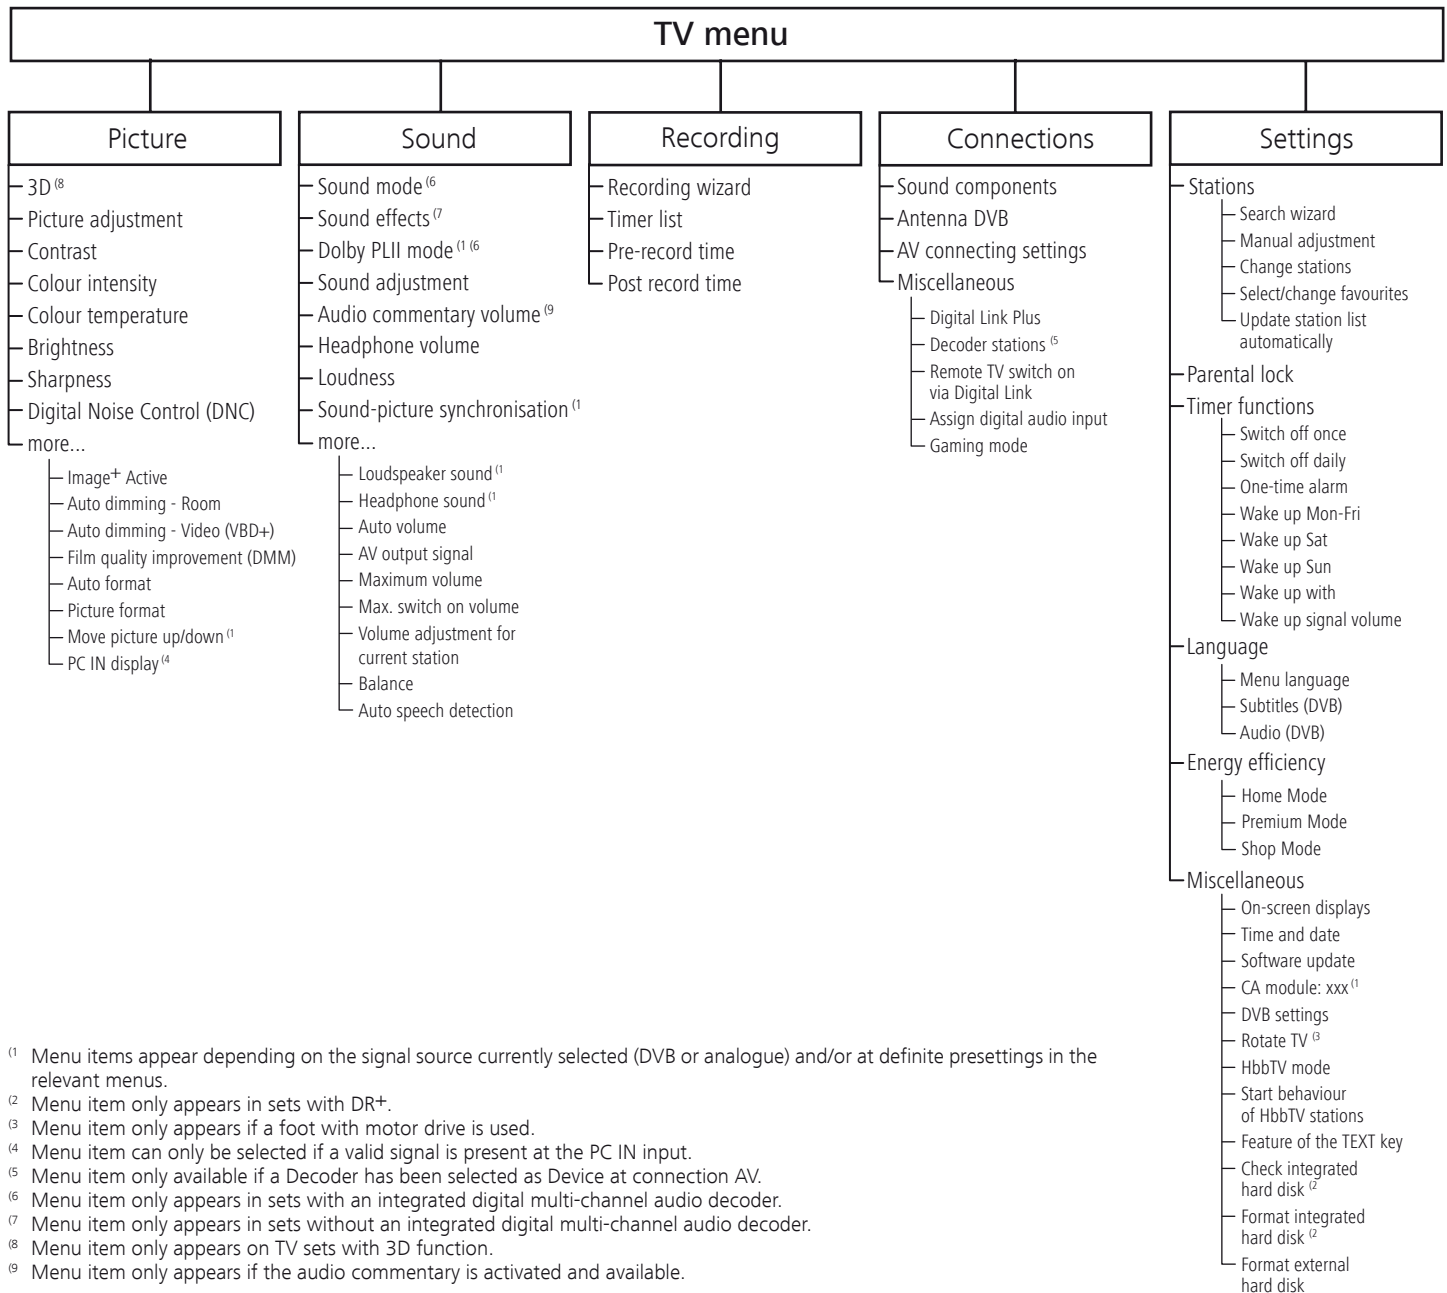 TV menu
Picture
3D (8
Picture adjustment
Contrast
Colour intensity
Colour temperature
Brightness
Sharpness
Digital Noise Control (DNC)
more...
Image+ Active
Auto dimming - Room
Auto dimming - Video (VBD+)
Film quality improvement (DMM)
Auto format
Picture format
Move picture up/down (1
PC IN display (4
Sound
Sound mode (6
Sound effects (7
Dolby PLII mode (1 (6
Sound adjustment
Audio commentary volume (9
Headphone volume
Loudness
Sound-picture synchronisation (1
more...
Loudspeaker sound (1
Headphone sound (1
Auto volume
AV output signal
Maximum volume
Max. switch on volume
Volume adjustment for
current station
Balance
Auto speech detection
Recording
Recording wizard
Timer list
Pre-record time
Post record time
Connections
Sound components
Antenna DVB
AV connecting settings
Miscellaneous
Digital Link Plus
Decoder stations (5
Remote TV switch on
via Digital Link
Assign digital audio input
Gaming mode
Settings
Stations
Search wizard
Manual adjustment
Change stations
Select/change favourites
Update station list
automatically
Parental lock
Timer functions
Switch off once
Switch off daily
One-time alarm
Wake up Mon-Fri
Wake up Sat
Wake up Sun
Wake up with
Wake up signal volume
Language
Menu language
Subtitles (DVB)
Audio (DVB)
Energy efficiency
Home Mode
Premium Mode
Shop Mode
Miscellaneous
On-screen displays
Time and date
Software update
CA module: xxx (1
DVB settings
Rotate TV (3
HbbTV mode
Start behaviour
of HbbTV stations
Feature of the TEXT key
Check integrated
hard disk (2
Format integrated
hard disk (2
Format external
hard disk
(1 Menu items appear depending on the signal source currently selected (DVB or analogue) and/or at definite presettings in the
relevant menus.
(2 Menu item only appears in sets with DR+.
(3 Menu item only appears if a foot with motor drive is used.
(4 Menu item can only be selected if a valid signal is present at the PC IN input.
(5 Menu item only available if a Decoder has been selected as Device at connection AV.
(6 Menu item only appears in sets with an integrated digital multi-channel audio decoder.
(7 Menu item only appears in sets without an integrated digital multi-channel audio decoder.
(8 Menu item only appears on TV sets with 3D function.
(9 Menu item only appears if the audio commentary is activated and available.